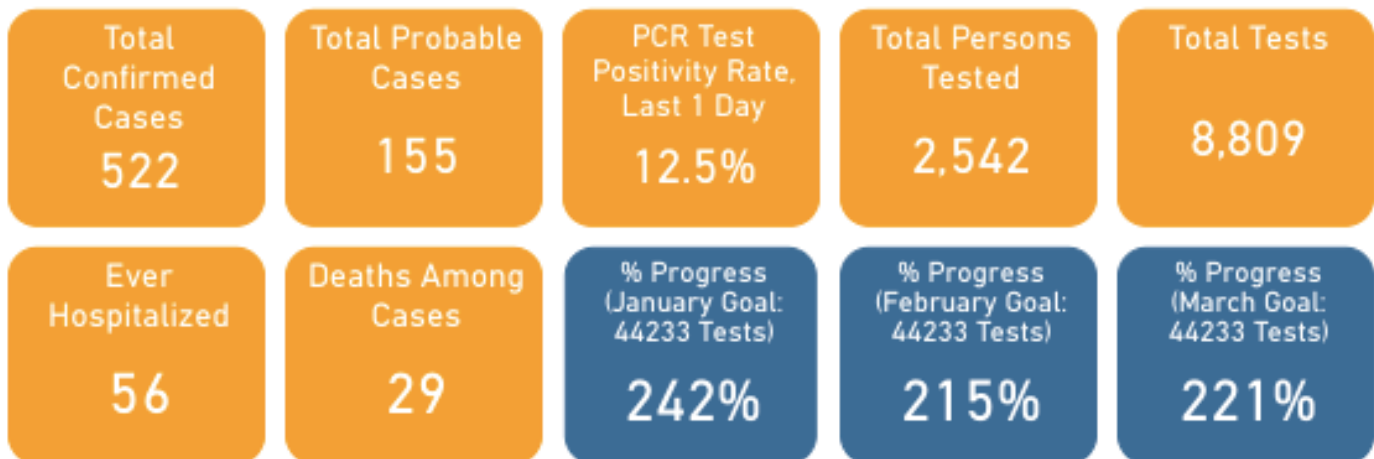 Total
Confirmed
Cases
522
Total Probable
Cases
155
PCR Test
Positivity Rate,
Last 1 Day
12.5%
Total Persons
Tested
2,542
Total Tests
8,809
Ever
Hospitalized
56
Deaths Among
Cases
29
% Progress
(January Goal:
44233 Tests)
242%
% Progress
(February Goal:
44233 Tests)
215%
% Progress
(March Goal:
44233 Tests)
221%